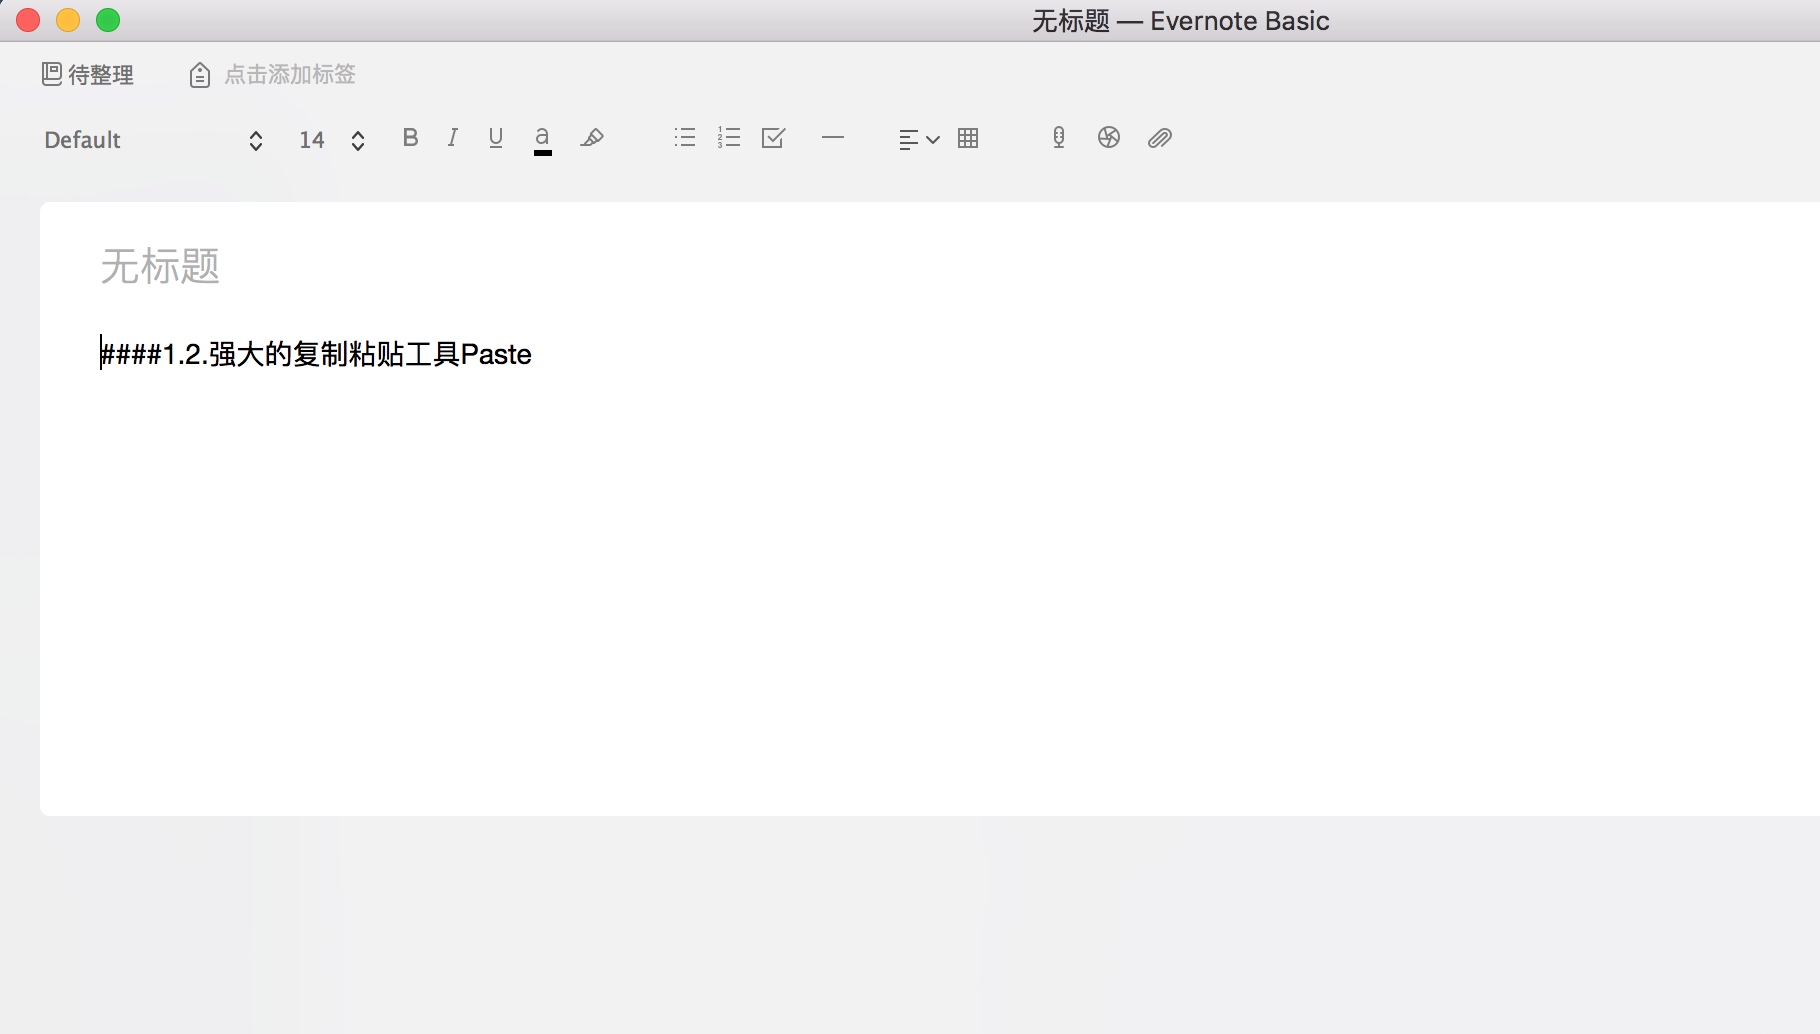 无标题 — Evernote Basic
待整理 点击添加标签
Default 14 B I U a
无标题
####1.2.强大的复制粘贴工具Paste